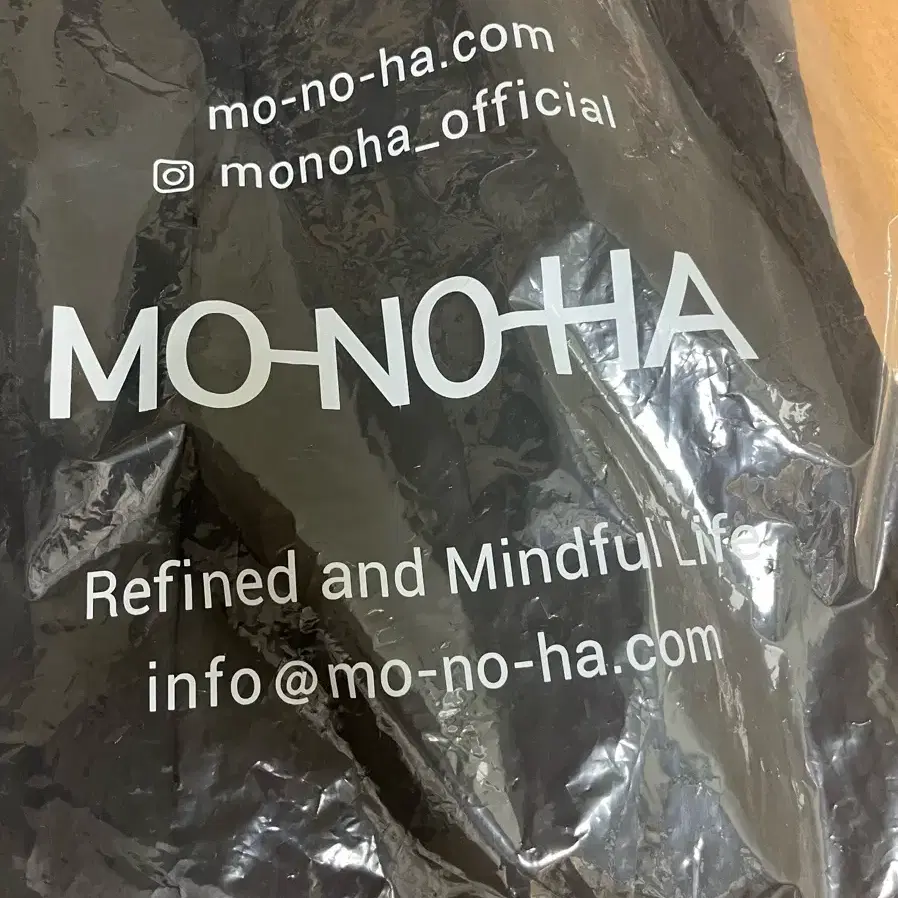 mo-no-ha.com
monoha_official
MO-NO-HA
Refined and Mindful Life
info@mo-no-ha.com